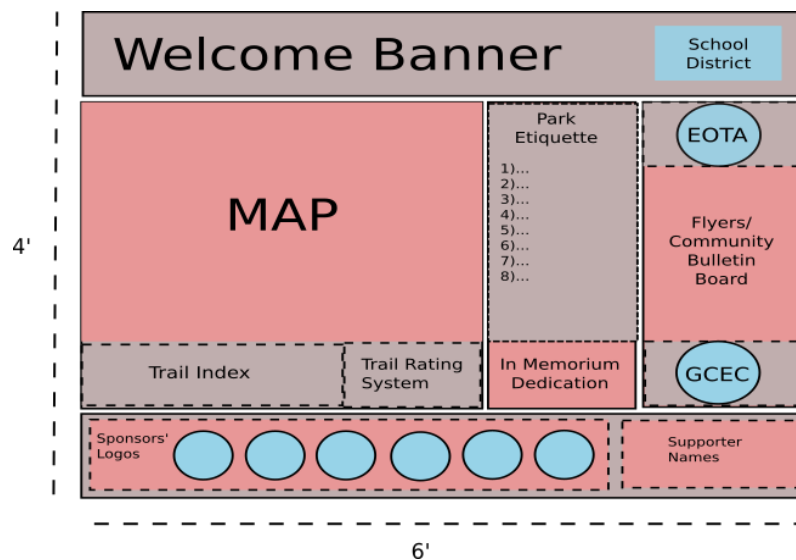 Welcome Banner
School
District
4'
MAP
Park
Etiquette
1)...
2)...
3)...
4)...
5)...
6)...
7)...
8)...
EOTA
Flyers/
Community
Bulletin
Board
Trail Index
Trail Rating
System
In Memorium
Dedication
GCEC
Sponsors'
Logos
Supporter
Names
6'